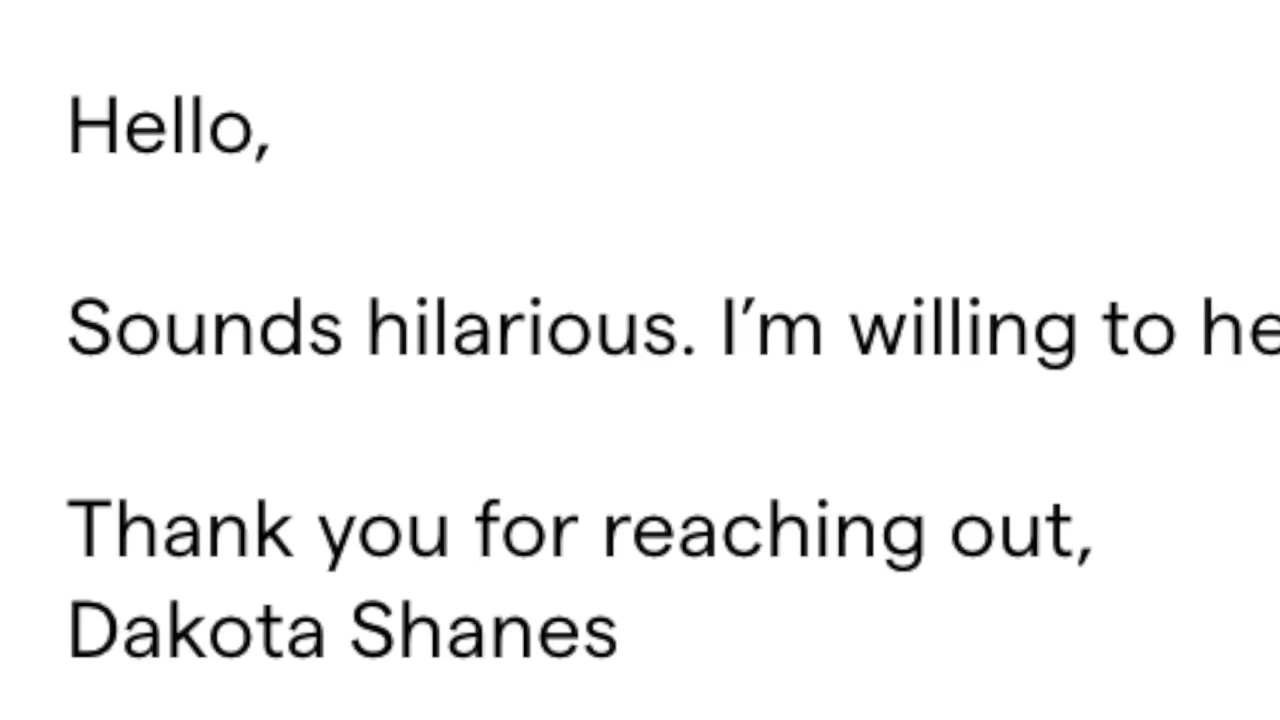 Hello,
Sounds hilarious. I’m willing to
Thank you for reaching out,
Dakota Shanes